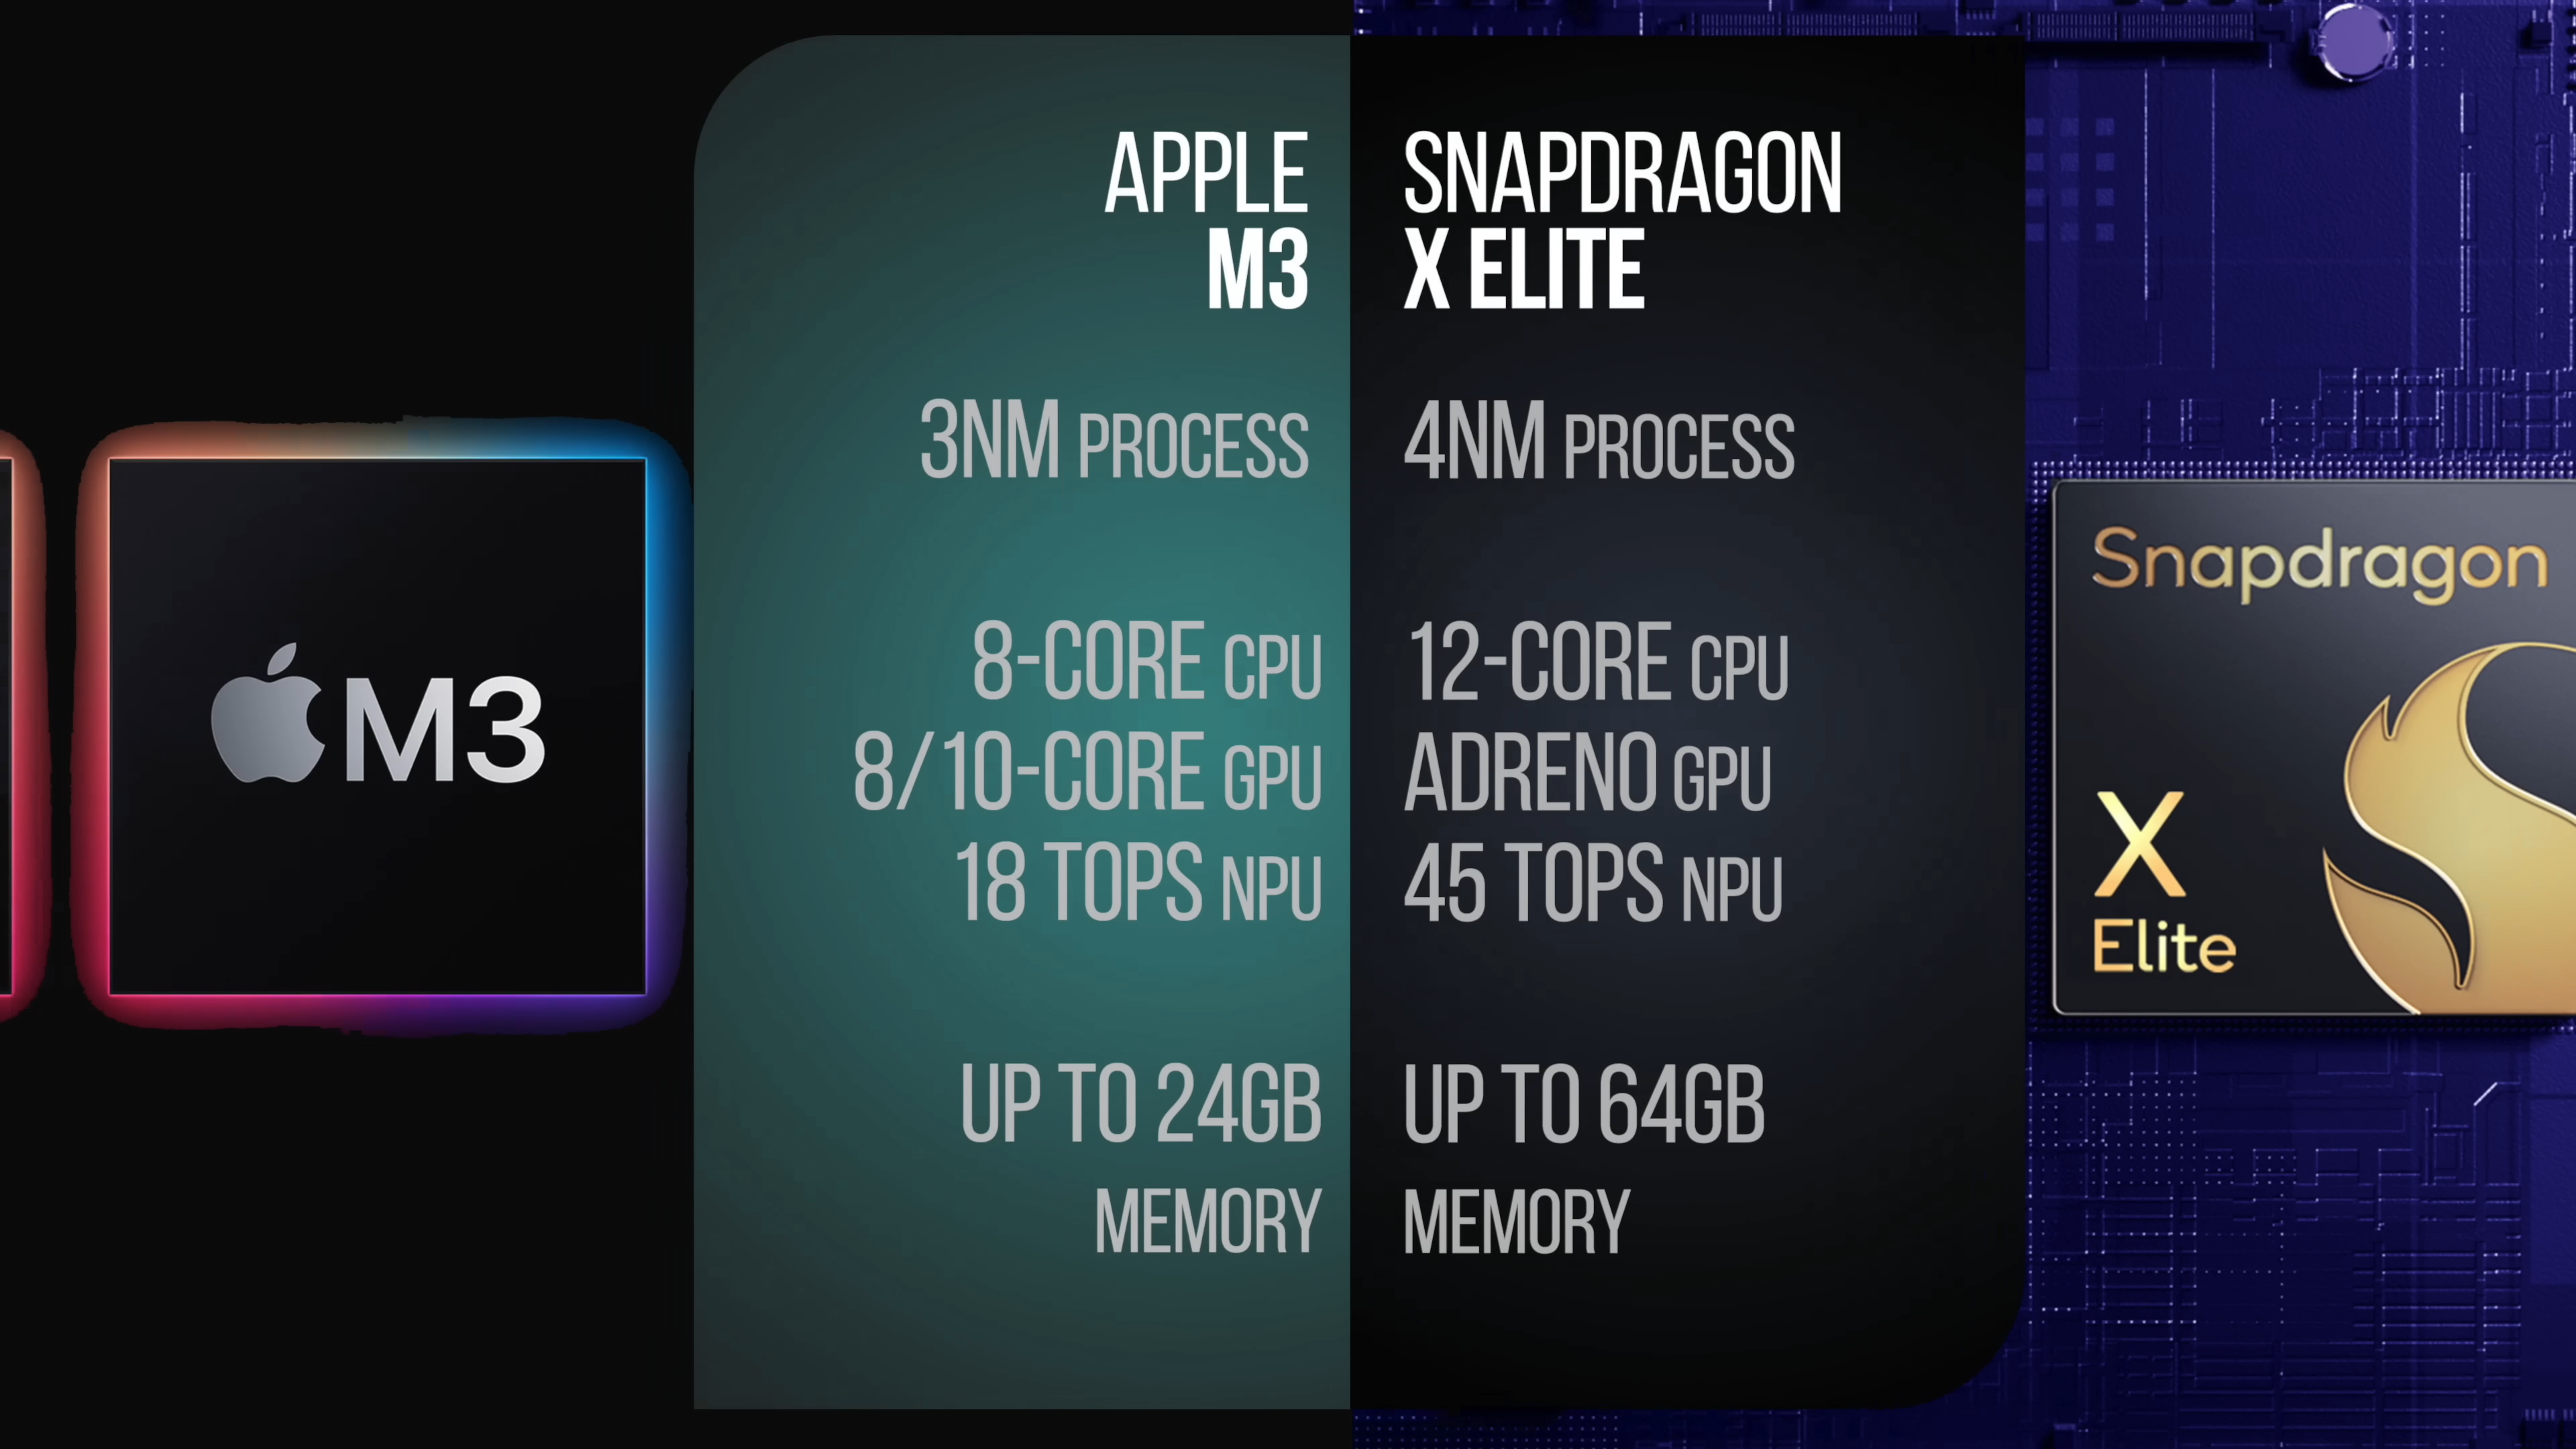 APPLE
M3
3NM PROCESS
8-CORE CPU
8/10-CORE GPU
18 TOPS NPU
UP TO 24GB
MEMORY
SNAPDRAGON
X ELITE
4NM PROCESS
12-CORE CPU
ADRENO GPU
45 TOPS NPU
UP TO 64GB
MEMORY
M3
Snapdragon
X
Elite